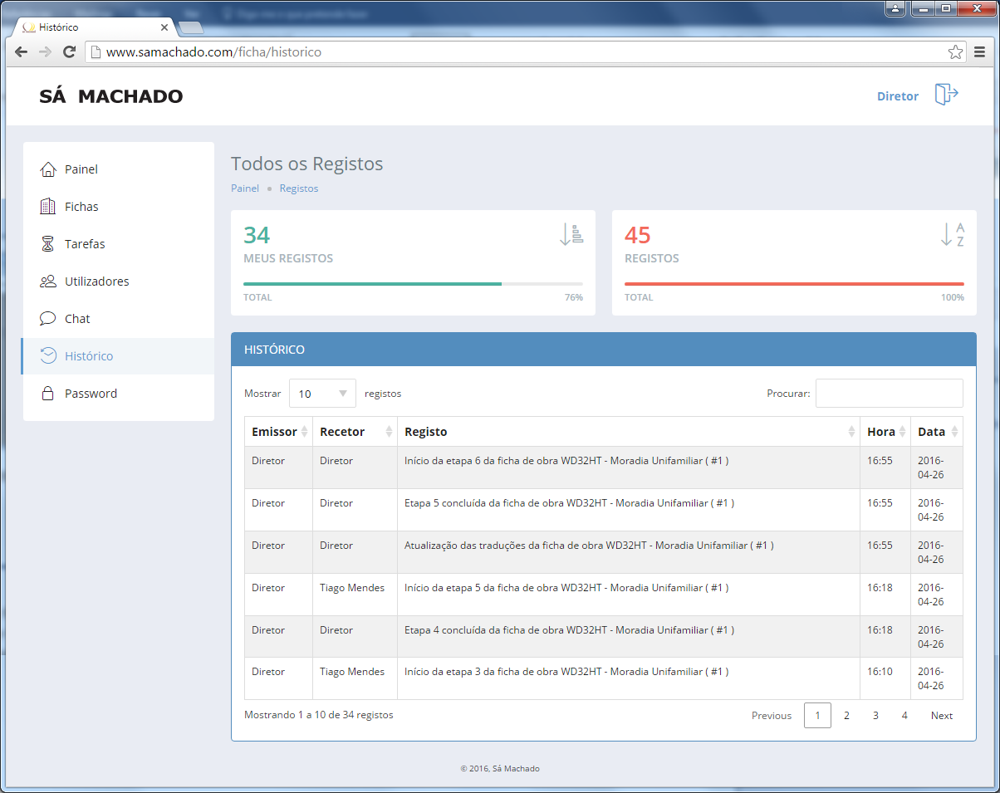 Histórico
www.samachado.com/ficha/historico
SÁ MACHADO
Diretor
Painel
Fichas
Tarefas
Utilizadores
Chat
Histórico
Password
Todos os Registos
Painel Registos
34
MEUS REGISTOS
TOTAL 76%
45
A
Z
REGISTOS
TOTAL 100%
HISTÓRICO
Mostrar 10 registos Procurar:
Emissor Recetor Registo Hora Data
Diretor Diretor Início da etapa 6 da ficha de obra WD32HT - Moradia Unifamiliar ( #1 ) 16:55 2016-
04-26
Diretor Diretor Etapa 5 concluída da ficha de obra WD32HT - Moradia Unifamiliar ( #1 ) 16:55 2016-
04-26
Diretor Diretor Atualização das traduções da ficha de obra WD32HT - Moradia Unifamiliar ( #1 ) 16:55 2016-
04-26
Diretor Tiago Mendes Início da etapa 5 da ficha de obra WD32HT - Moradia Unifamiliar ( #1 ) 16:18 2016-
04-26
Diretor Diretor Etapa 4 concluída da ficha de obra WD32HT - Moradia Unifamiliar ( #1 ) 16:18 2016-
04-26
Diretor Tiago Mendes Início da etapa 3 da ficha de obra WD32HT - Moradia Unifamiliar ( #1 ) 16:10 2016-
04-26
Mostrando 1 a 10 de 34 registos
Previous 1 2 3 4 Next
© 2016, Sá Machado